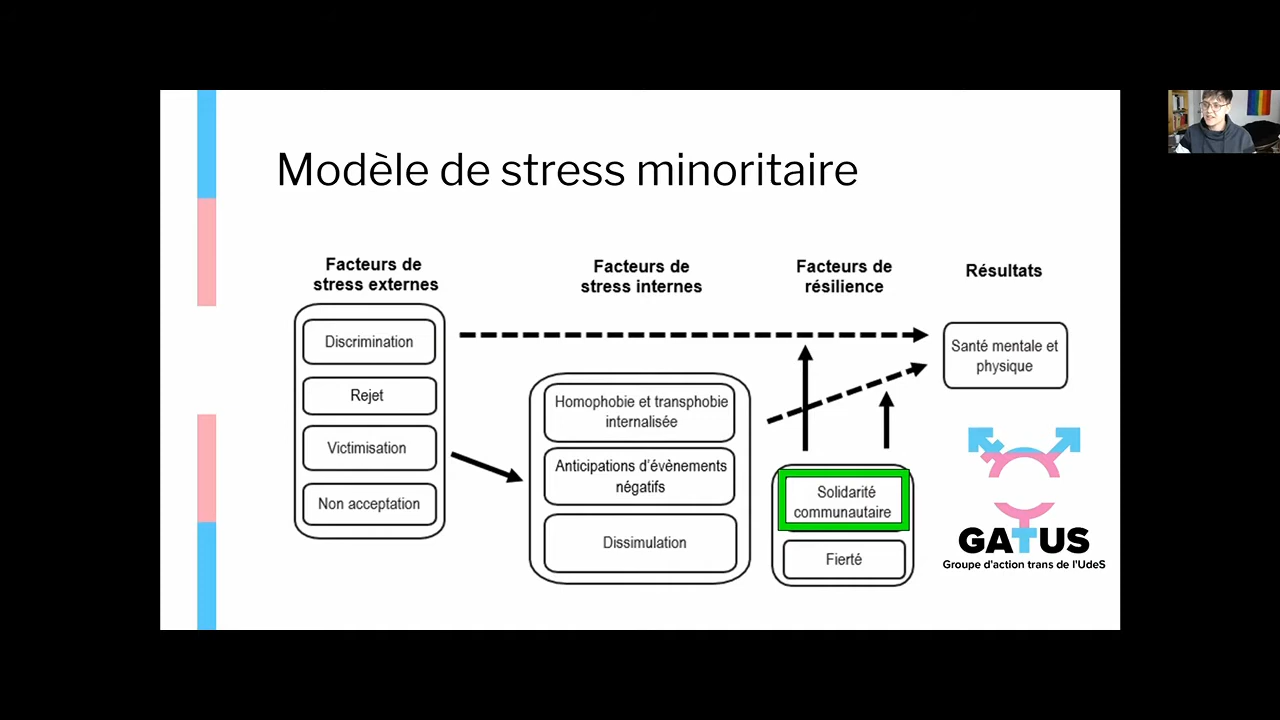 Modèle de stress minoritaire
Facteurs de
stress externes
Discrimination
Rejet
Victimisation
Non acceptation
Facteurs de
stress internes
Homophobie et transphobie
internalisée
Anticipations d'évènements
négatifs
Dissimulation
Facteurs de
résilience
Solidarité
communautaire
Fierté
Résultats
Santé mentale et
physique
GATUS
Groupe d'action trans de l'UdeS